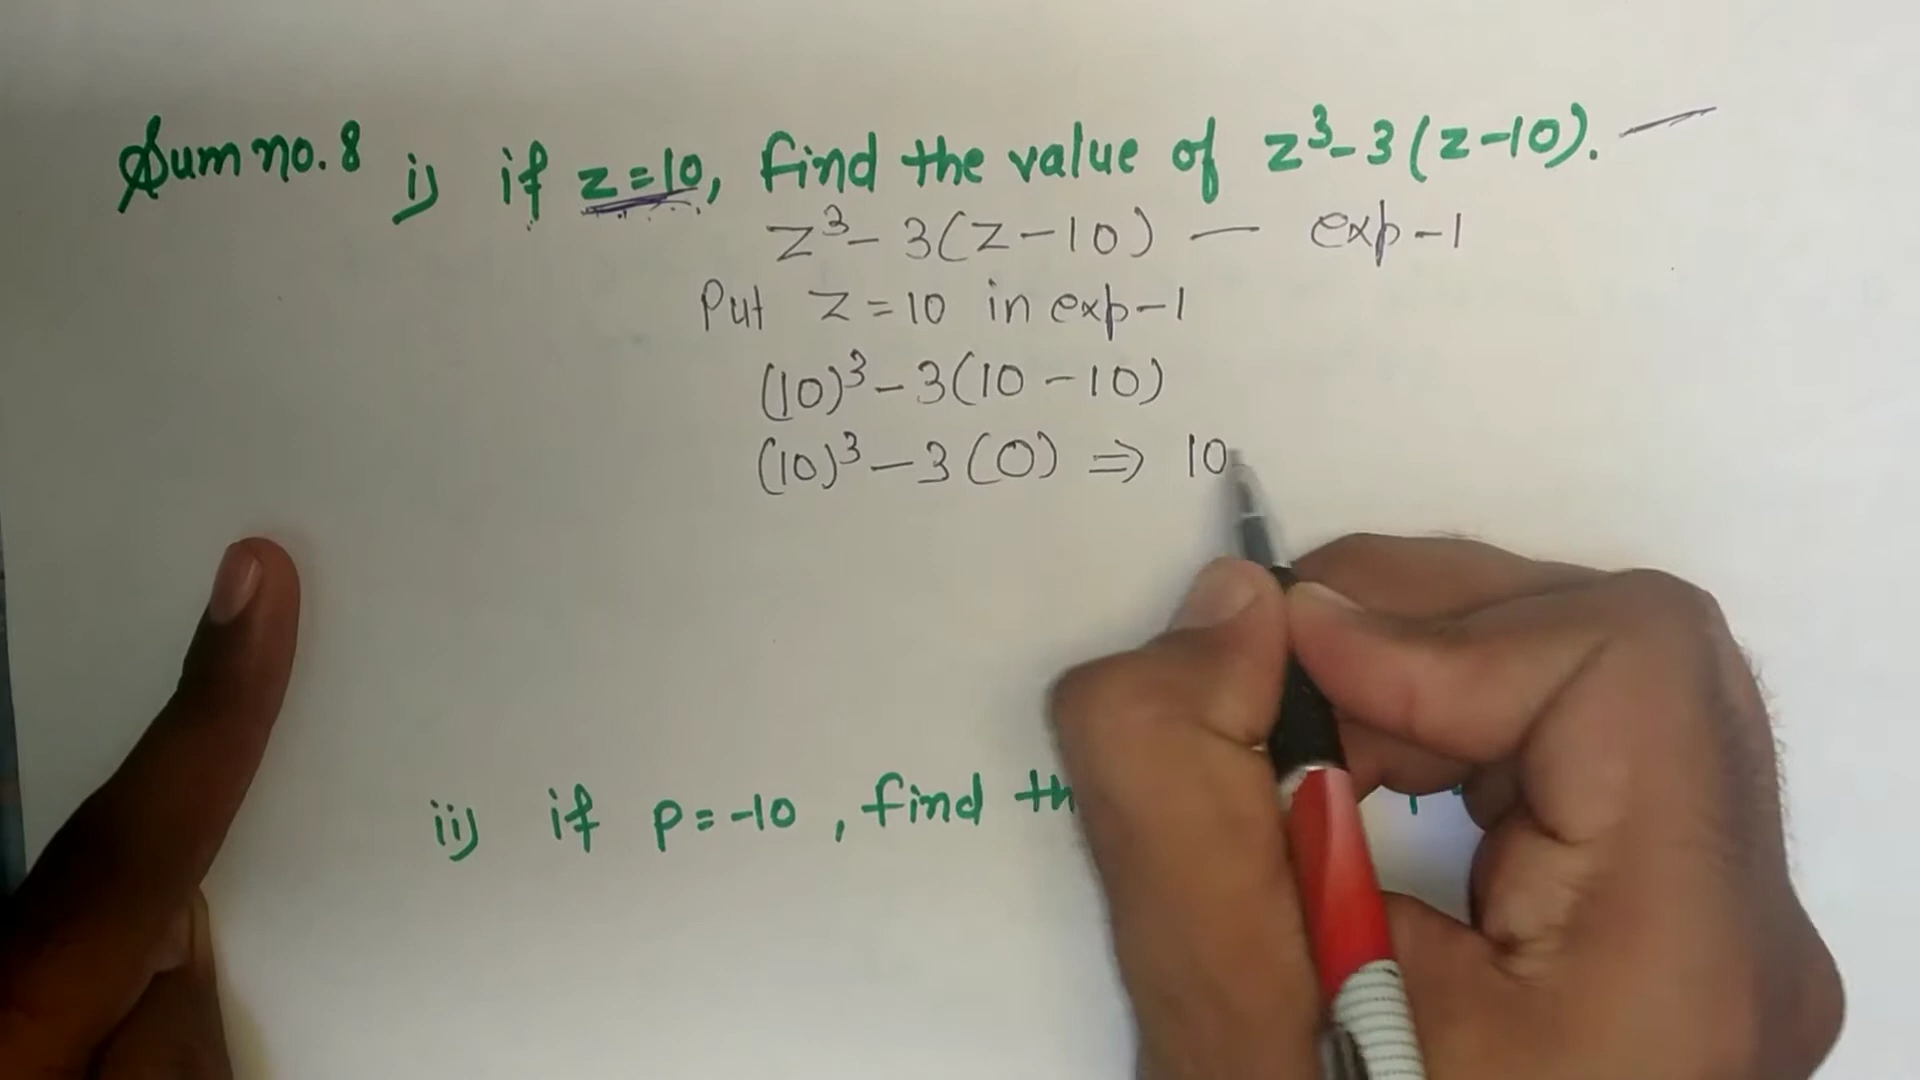 Sum no. 8 i) if z=10, find the value of z³-3(z-10).
z³-3(z-10) — exp-1
Put z=10 in exp-1
(10)³-3(10-10)
(10)³-3(0) ⇒ 10
ii) if p=-10, find